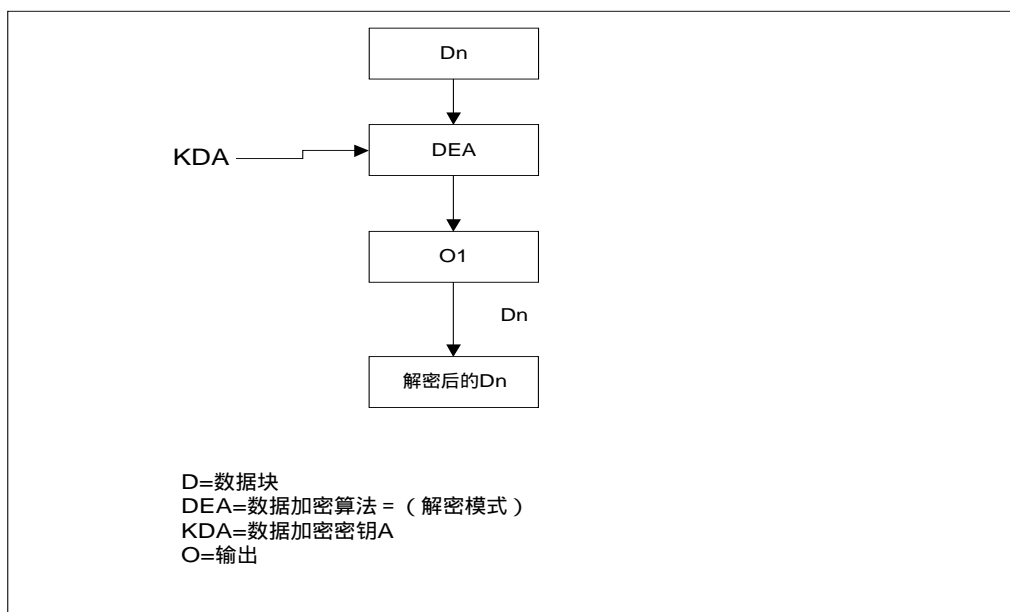 Dn
KDA
DEA
O1
Dn
解密后的Dn
D=数据块
DEA=数据加密算法 = （ 解密模式 ）
KDA=数据加密密钥A
O=输出